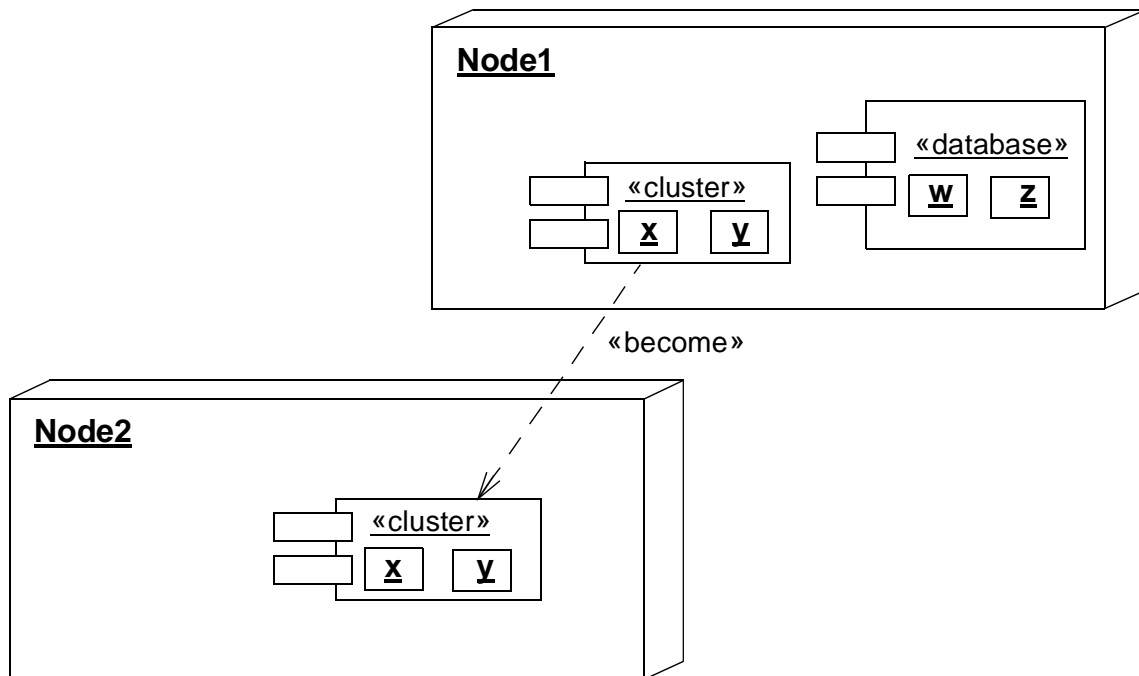 Node1
«database»
w z
«cluster»
x y
«become»
Node2
«cluster»
x y